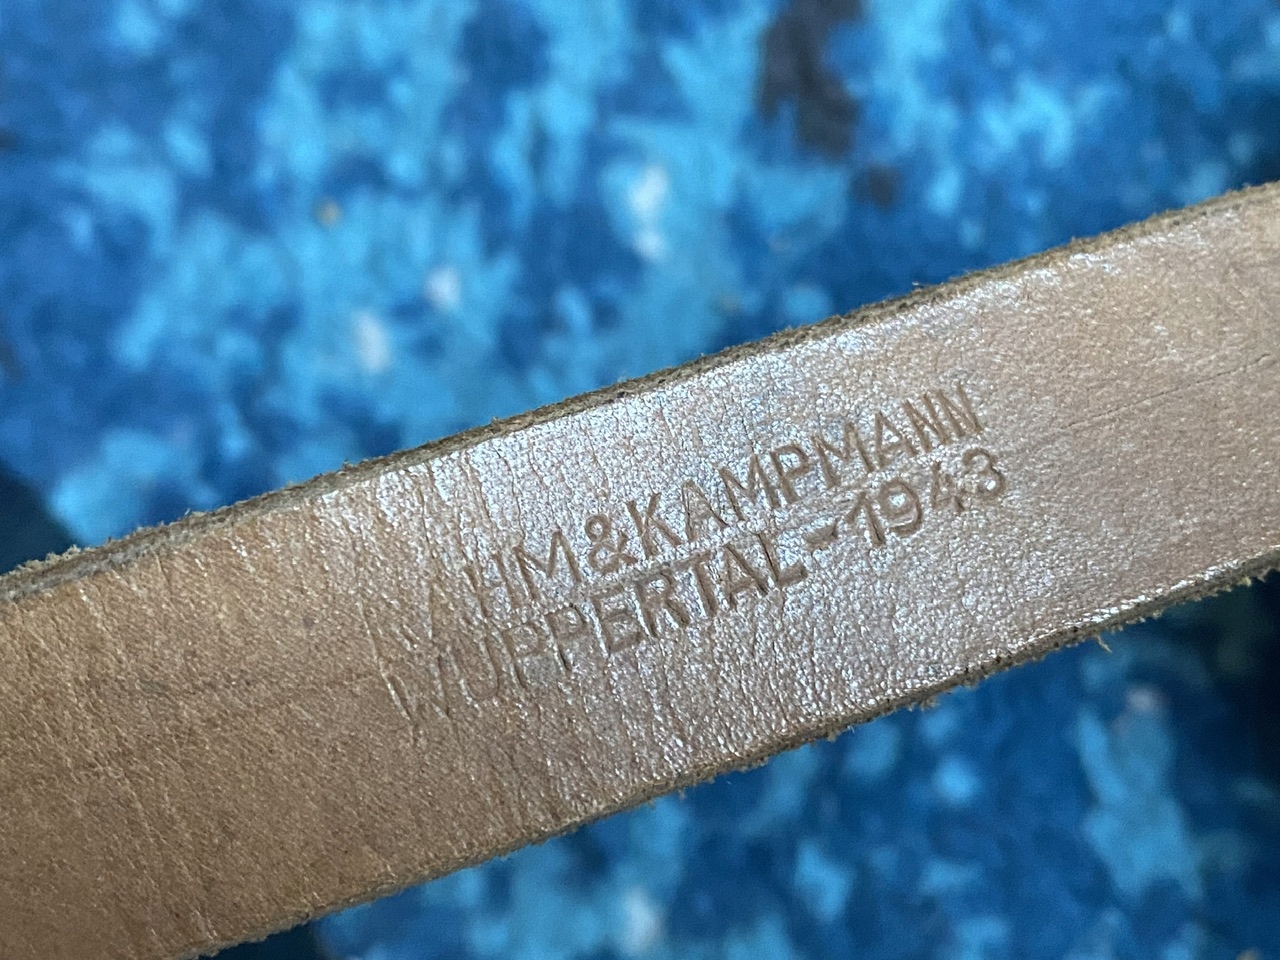 HM & KAMPMANN
WUPPERTAL - 1943